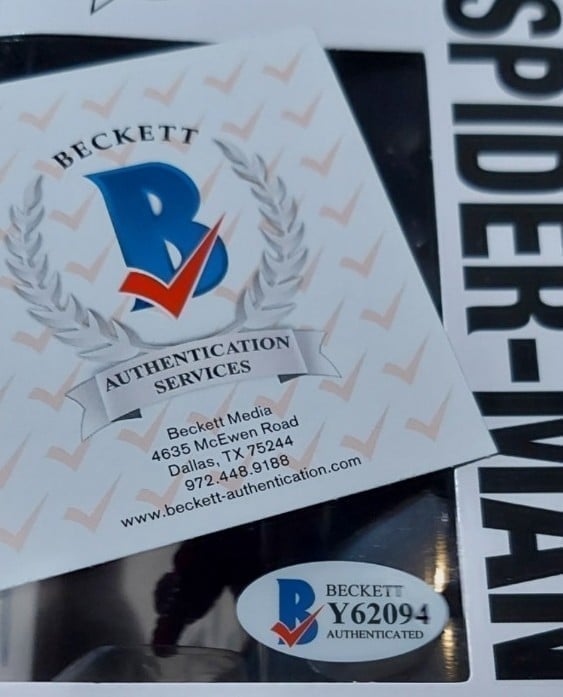 BECKETT
B
AUTHENTICATION
SERVICES
Beckett Media
4635 McEwen Road
Dallas, TX 75244
972.448.9188
www.beckett-authentication.com
SPIDER-MAN
B
BECKETT
Y62094
AUTHENTICATED